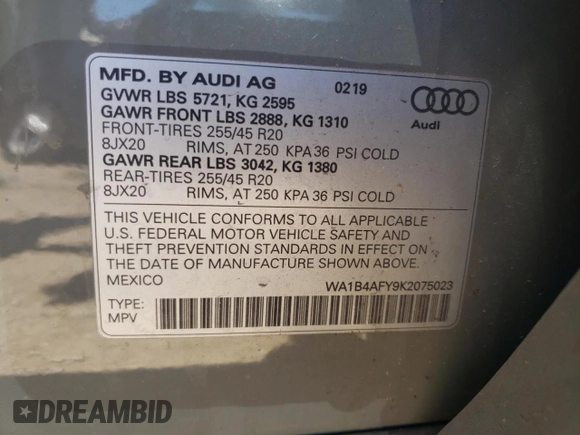 MFD. BY AUDI AG 0219
GVWR LBS 5721, KG 2595
GAWR FRONT LBS 2888, KG 1310
FRONT-TIRES 255/45 R20
8JX20 RIMS, AT 250 KPA 36 PSI COLD
GAWR REAR LBS 3042, KG 1380
REAR-TIRES 255/45 R20
8JX20 RIMS, AT 250 KPA 36 PSI COLD
Audi
THIS VEHICLE CONFORMS TO ALL APPLICABLE
U.S. FEDERAL MOTOR VEHICLE SAFETY AND
THEFT PREVENTION STANDARDS IN EFFECT ON
THE DATE OF MANUFACTURE SHOWN ABOVE.
MEXICO WA1B4AFY9K2075023
TYPE:
MPV
DREAMBID